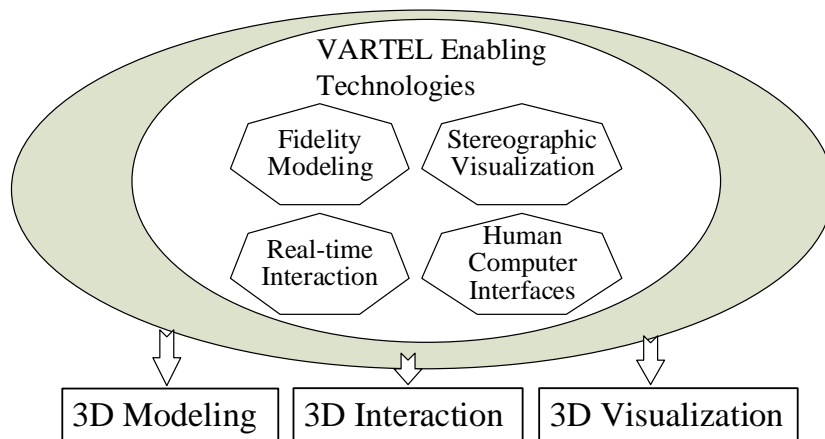 VARTEL Enabling
Technologies
Fidelity
Modeling
Stereographic
Visualization
Real-time
Interaction
Human
Computer
Interfaces
3D Modeling
3D Interaction
3D Visualization